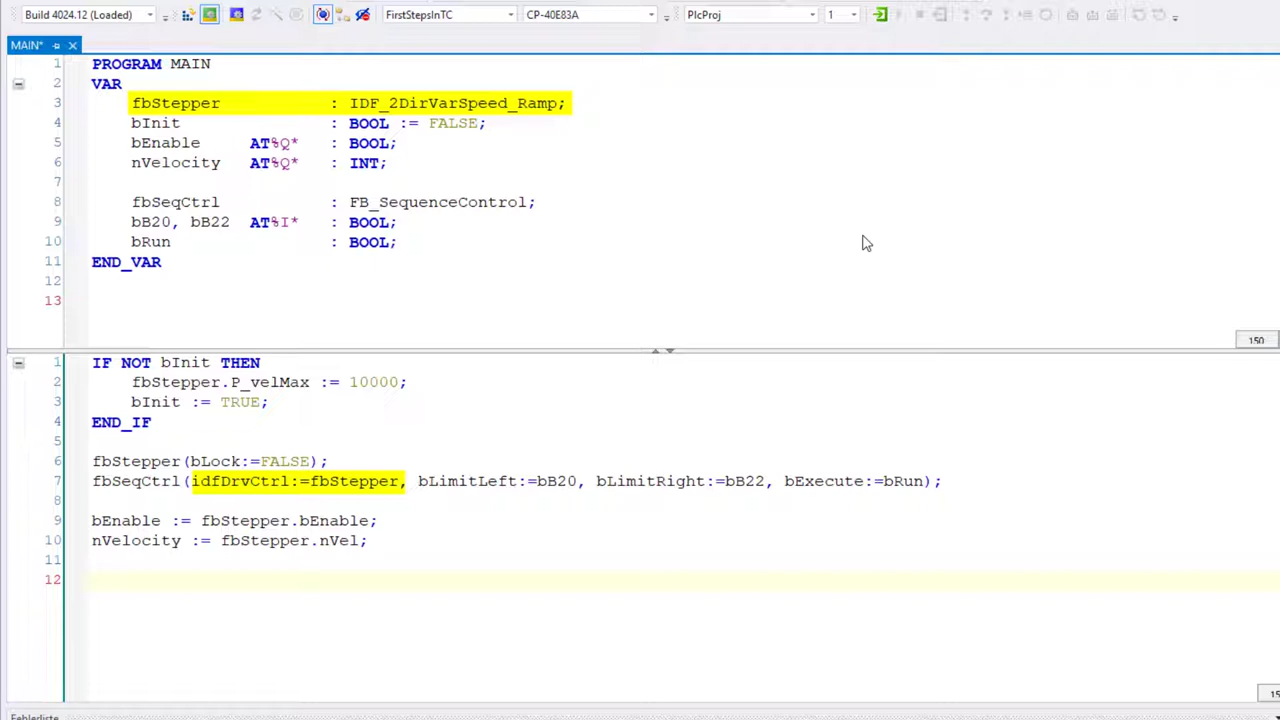 Build 4024.12 (Loaded) FirstStepsInTC CP-40E83A PlcProj 1
MAIN*
1 PROGRAM MAIN
2 VAR
3 fbStepper : IDF_2DirVarSpeed_Ramp;
4 bInit : BOOL := FALSE;
5 bEnable AT%Q* : BOOL;
6 nVelocity AT%Q* : INT;
7
8 fbSeqCtrl : FB_SequenceControl;
9 bB20, bB22 AT%I* : BOOL;
10 bRun : BOOL;
11 END_VAR
12
13
150
1 IF NOT bInit THEN
2 fbStepper.P_velMax := 10000;
3 bInit := TRUE;
4 END_IF
5
6 fbStepper(bLock:=FALSE);
7 fbSeqCtrl(idfDrvCtrl:=fbStepper, bLimitLeft:=bB20, bLimitRight:=bB22, bExecute:=bRun);
8
9 bEnable := fbStepper.bEnable;
10 nVelocity := fbStepper.nVel;
11
12
15
Fehlerliste